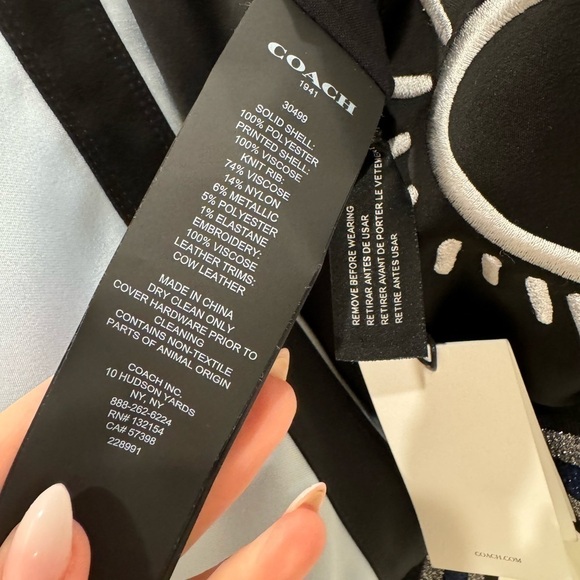 COACH
1941
30499
SOLID SHELL:
100% POLYESTER
PRINTED SHELL:
100% VISCOSE
KNIT RIB:
74% VISCOSE
14% NYLON
6% METALLIC
5% POLYESTER
1% ELASTANE
EMBROIDERY:
100% VISCOSE
LEATHER TRIMS:
COW LEATHER
MADE IN CHINA
DRY CLEAN ONLY
COVER HARDWARE PRIOR TO
CLEANING
CONTAINS NON-TEXTILE
PARTS OF ANIMAL ORIGIN
COACH INC.
10 HUDSON YARDS
NY, NY
888-262-6224
RN# 132154
CA# 57398
228991
REMOVE BEFORE WEARING
RETIRAR ANTES DE USAR
RETIRER AVANT DE PORTER LE VETEM
RETIRE ANTES USAR
COACH.COM